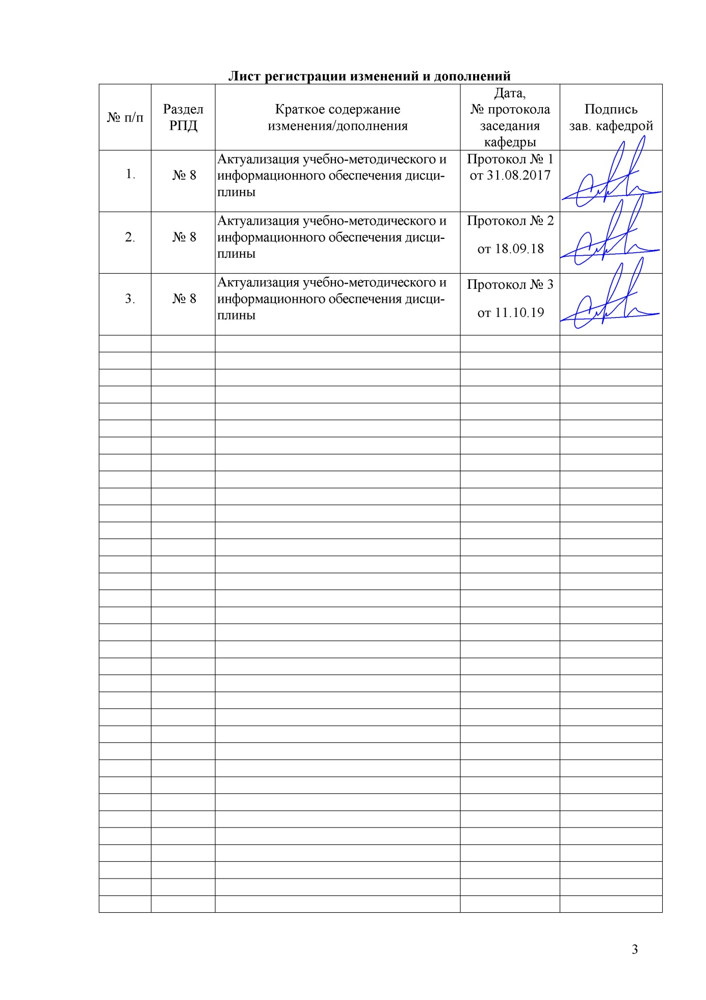 Лист регистрации изменений и дополнений
№ п/п
Раздел
РПД
Краткое содержание
изменения/дополнения
Дата,
№ протокола
заседания
кафедры
Подпись
зав. кафедрой
1.
№ 8
Актуализация учебно-методического и
информационного обеспечения дисци-
плины
Протокол № 1
от 31.08.2017
2.
№ 8
Актуализация учебно-методического и
информационного обеспечения дисци-
плины
Протокол № 2
от 18.09.18
3.
№ 8
Актуализация учебно-методического и
информационного обеспечения дисци-
плины
Протокол № 3
от 11.10.19
3